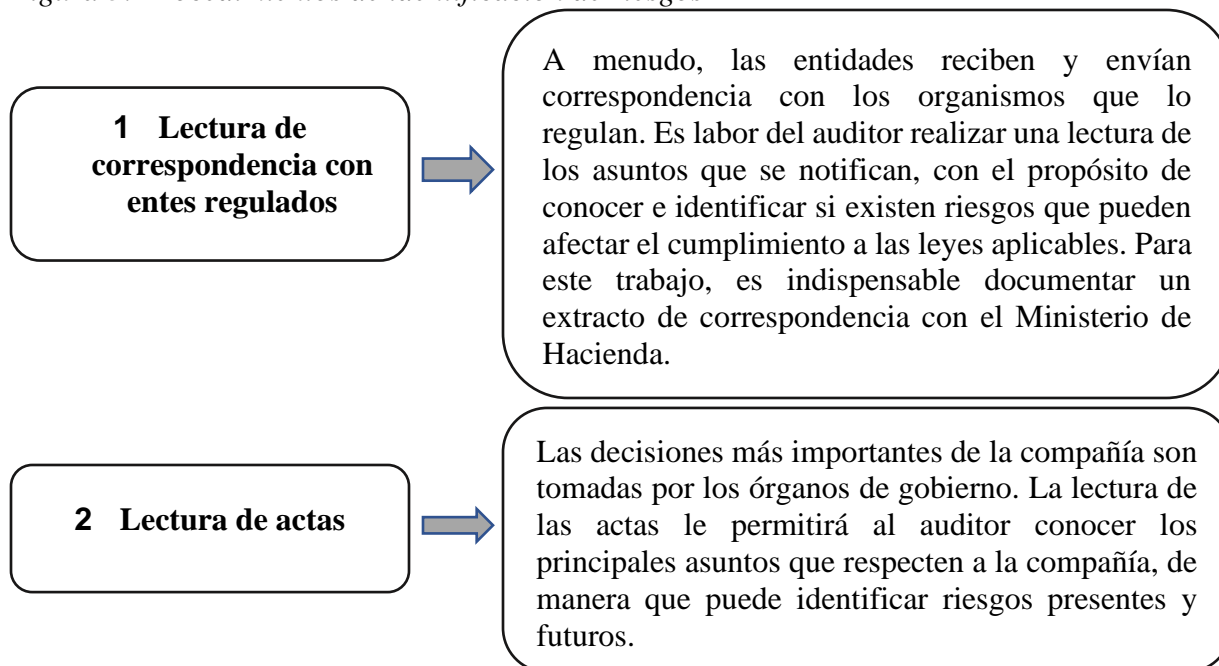 1 Lectura de
correspondencia con
entes regulados
A menudo, las entidades reciben y envían
correspondencia con los organismos que lo
regulan. Es labor del auditor realizar una lectura de
los asuntos que se notifican, con el propósito de
conocer e identificar si existen riesgos que pueden
afectar el cumplimiento a las leyes aplicables. Para
este trabajo, es indispensable documentar un
extracto de correspondencia con el Ministerio de
Hacienda.
2 Lectura de actas
Las decisiones más importantes de la compañía son
tomadas por los órganos de gobierno. La lectura de
las actas le permitirá al auditor conocer los
principales asuntos que respecten a la compañía, de
manera que puede identificar riesgos presentes y
futuros.